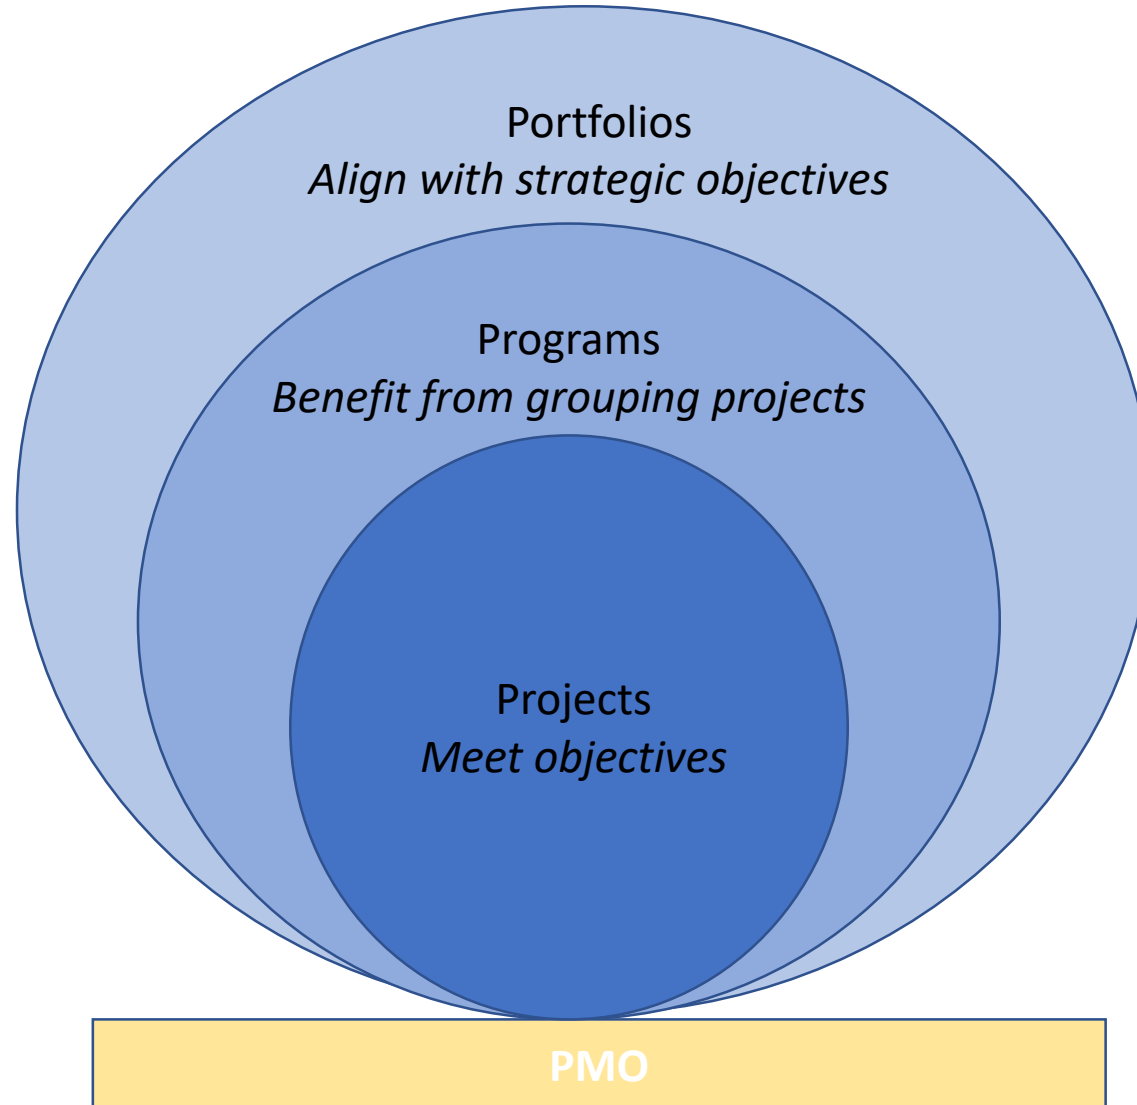 Portfolios
Align with strategic objectives
Programs
Benefit from grouping projects
Projects
Meet objectives
PMO